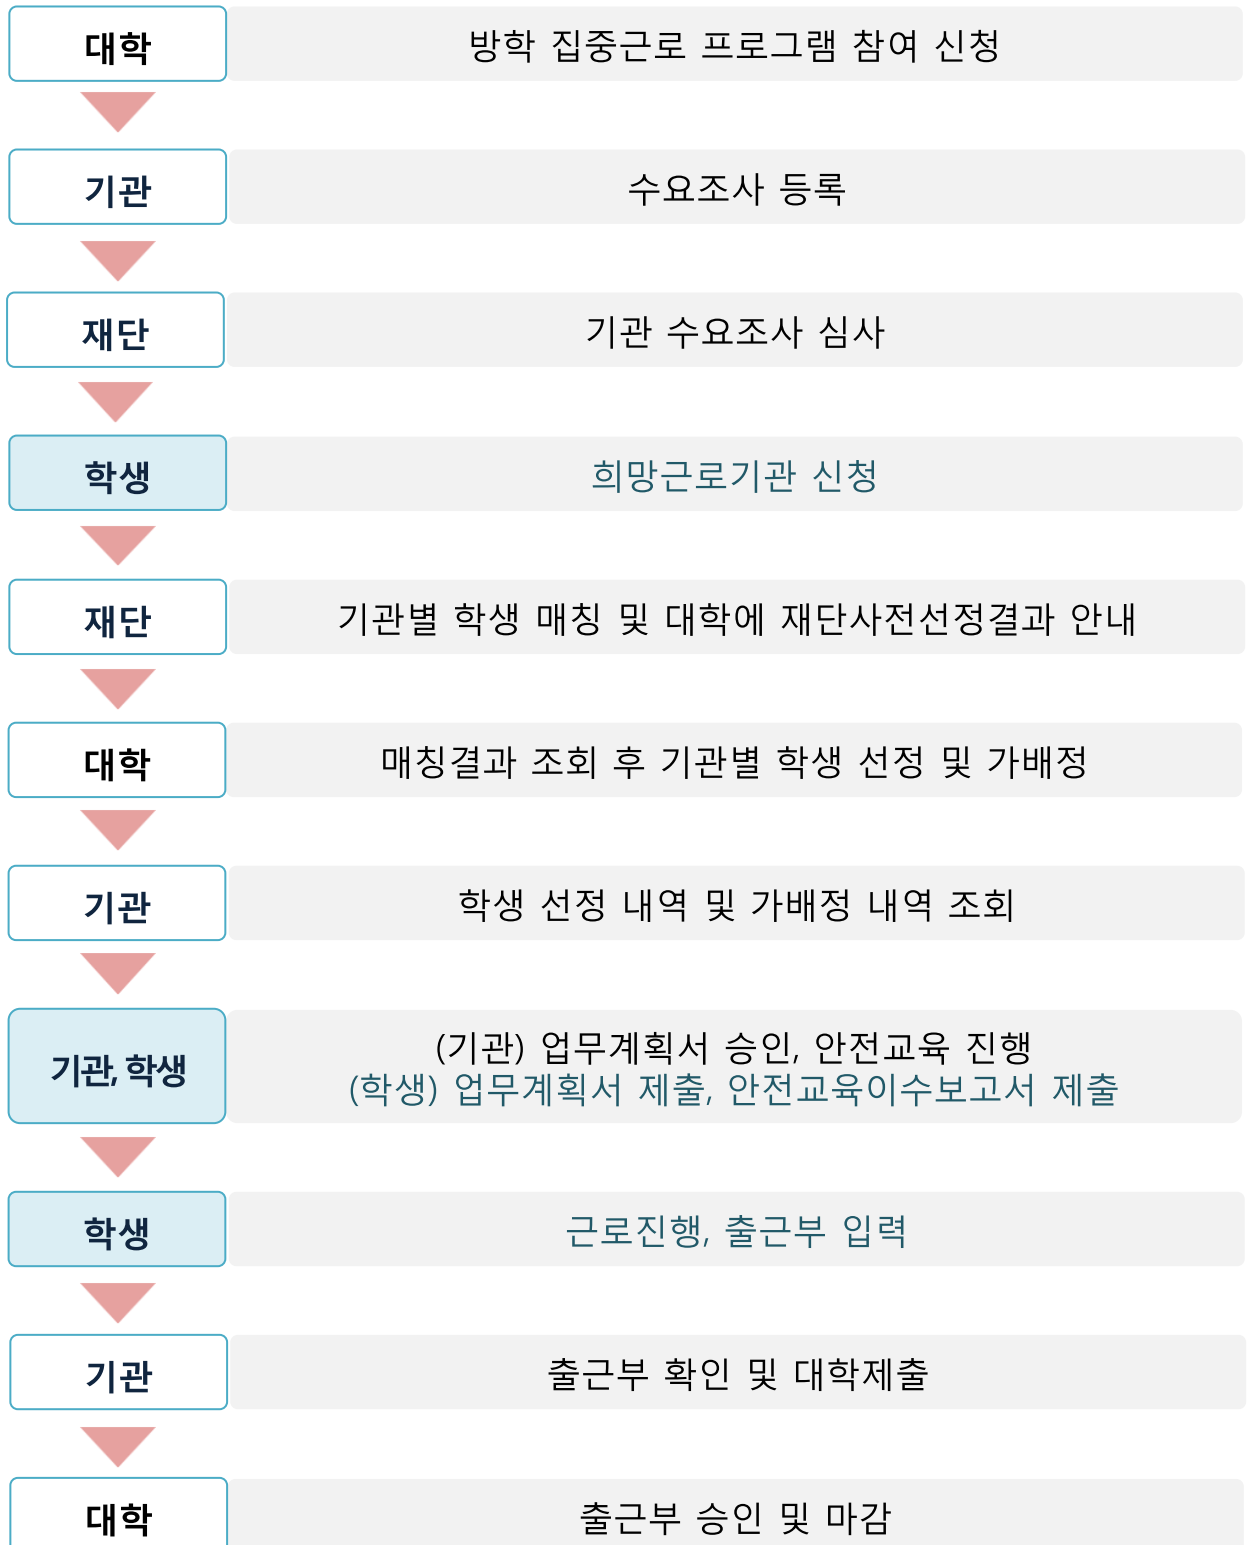 대학 방학 집중근로 프로그램 참여 신청
기관 수요조사 등록
재단 기관 수요조사 심사
학생 희망근로기관 신청
재단 기관별 학생 매칭 및 대학에 재단사전선정결과 안내
대학 매칭결과 조회 후 기관별 학생 선정 및 가배정
기관 학생 선정 내역 및 가배정 내역 조회
기관, 학생
(기관) 업무계획서 승인, 안전교육 진행
(학생) 업무계획서 제출, 안전교육이수보고서 제출
학생 근로진행, 출근부 입력
기관 출근부 확인 및 대학제출
대학 출근부 승인 및 마감